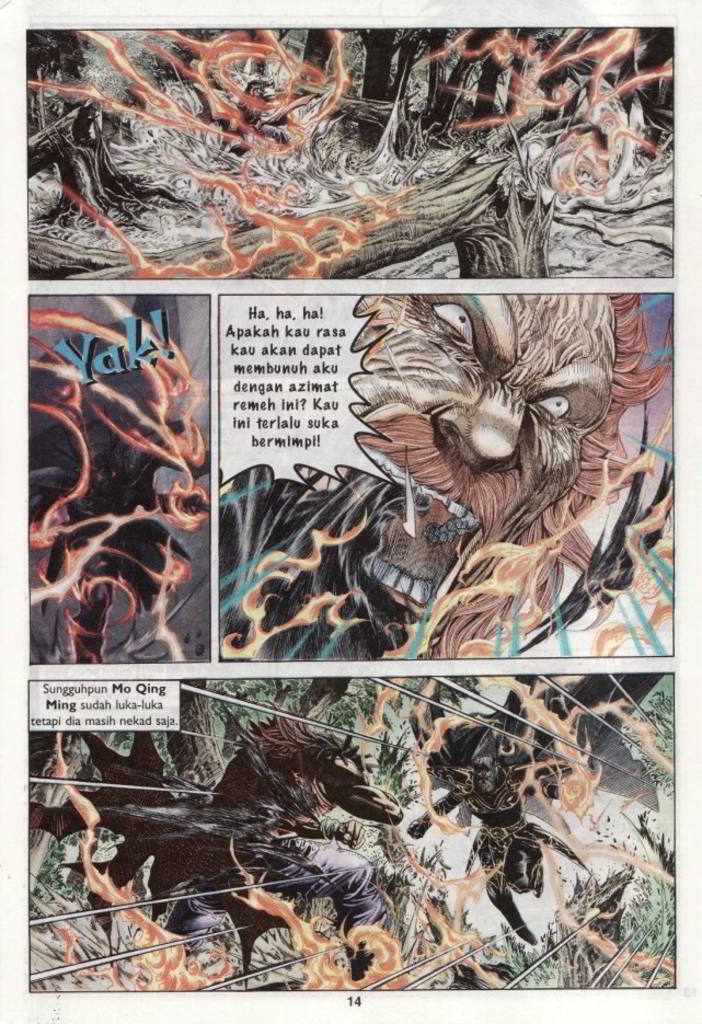 Yak!
Ha, ha, ha!
Apakah kau rasa
kau akan dapat
membunuh aku
dengan azimat
remeh ini? Kau
ini terlalu suka
bermimpi!
Sungguhpun Mo Qing
Ming sudah luka-luka
tetapi dia masih nekad saja.
14